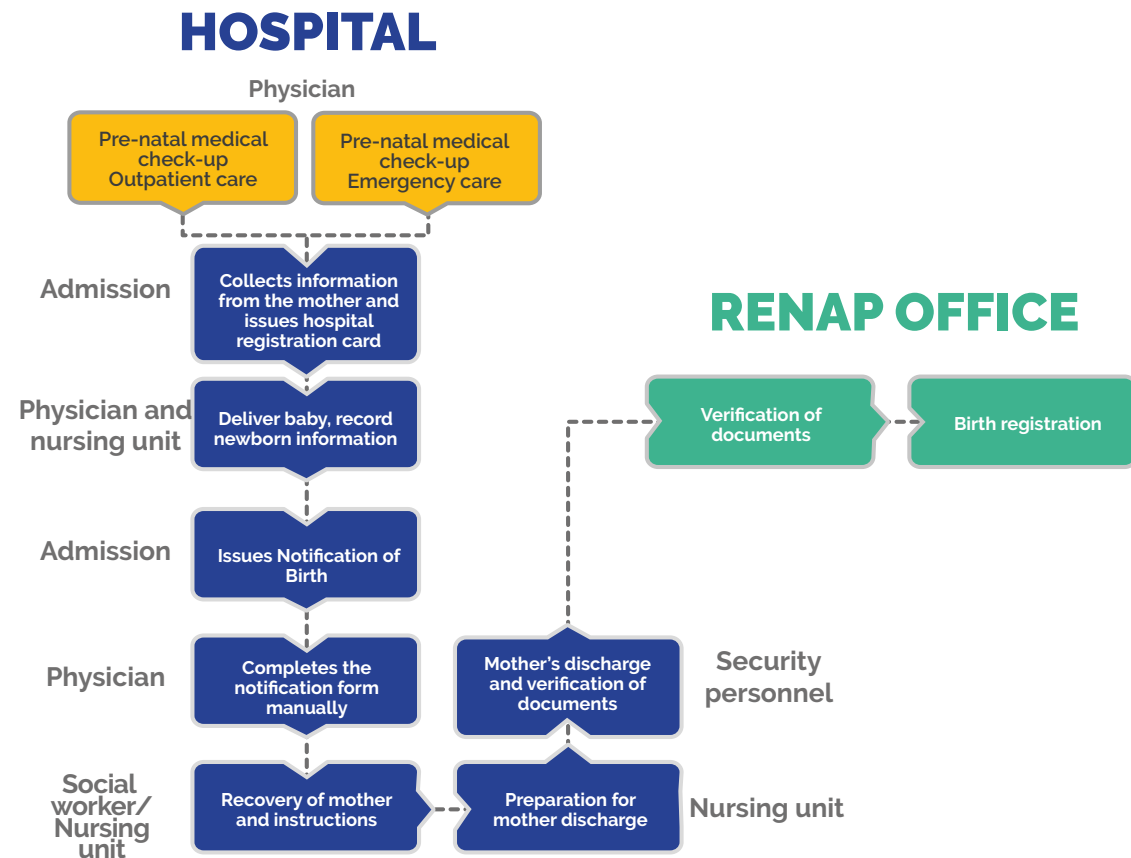 HOSPITAL
Physician
Pre-natal medical
check-up
Outpatient care
Pre-natal medical
check-up
Emergency care
Admission
Collects information
from the mother and
issues hospital
registration card
RENAP OFFICE
Physician and
nursing unit
Deliver baby, record
newborn information
Verification of
documents
Birth registration
Admission
Issues Notification of
Birth
Physician
Completes the
notification form
manually
Mother's discharge
and verification of
documents
Security
personnel
Social
worker/
Nursing
unit
Recovery of mother
and instructions
Preparation for
mother discharge
Nursing unit